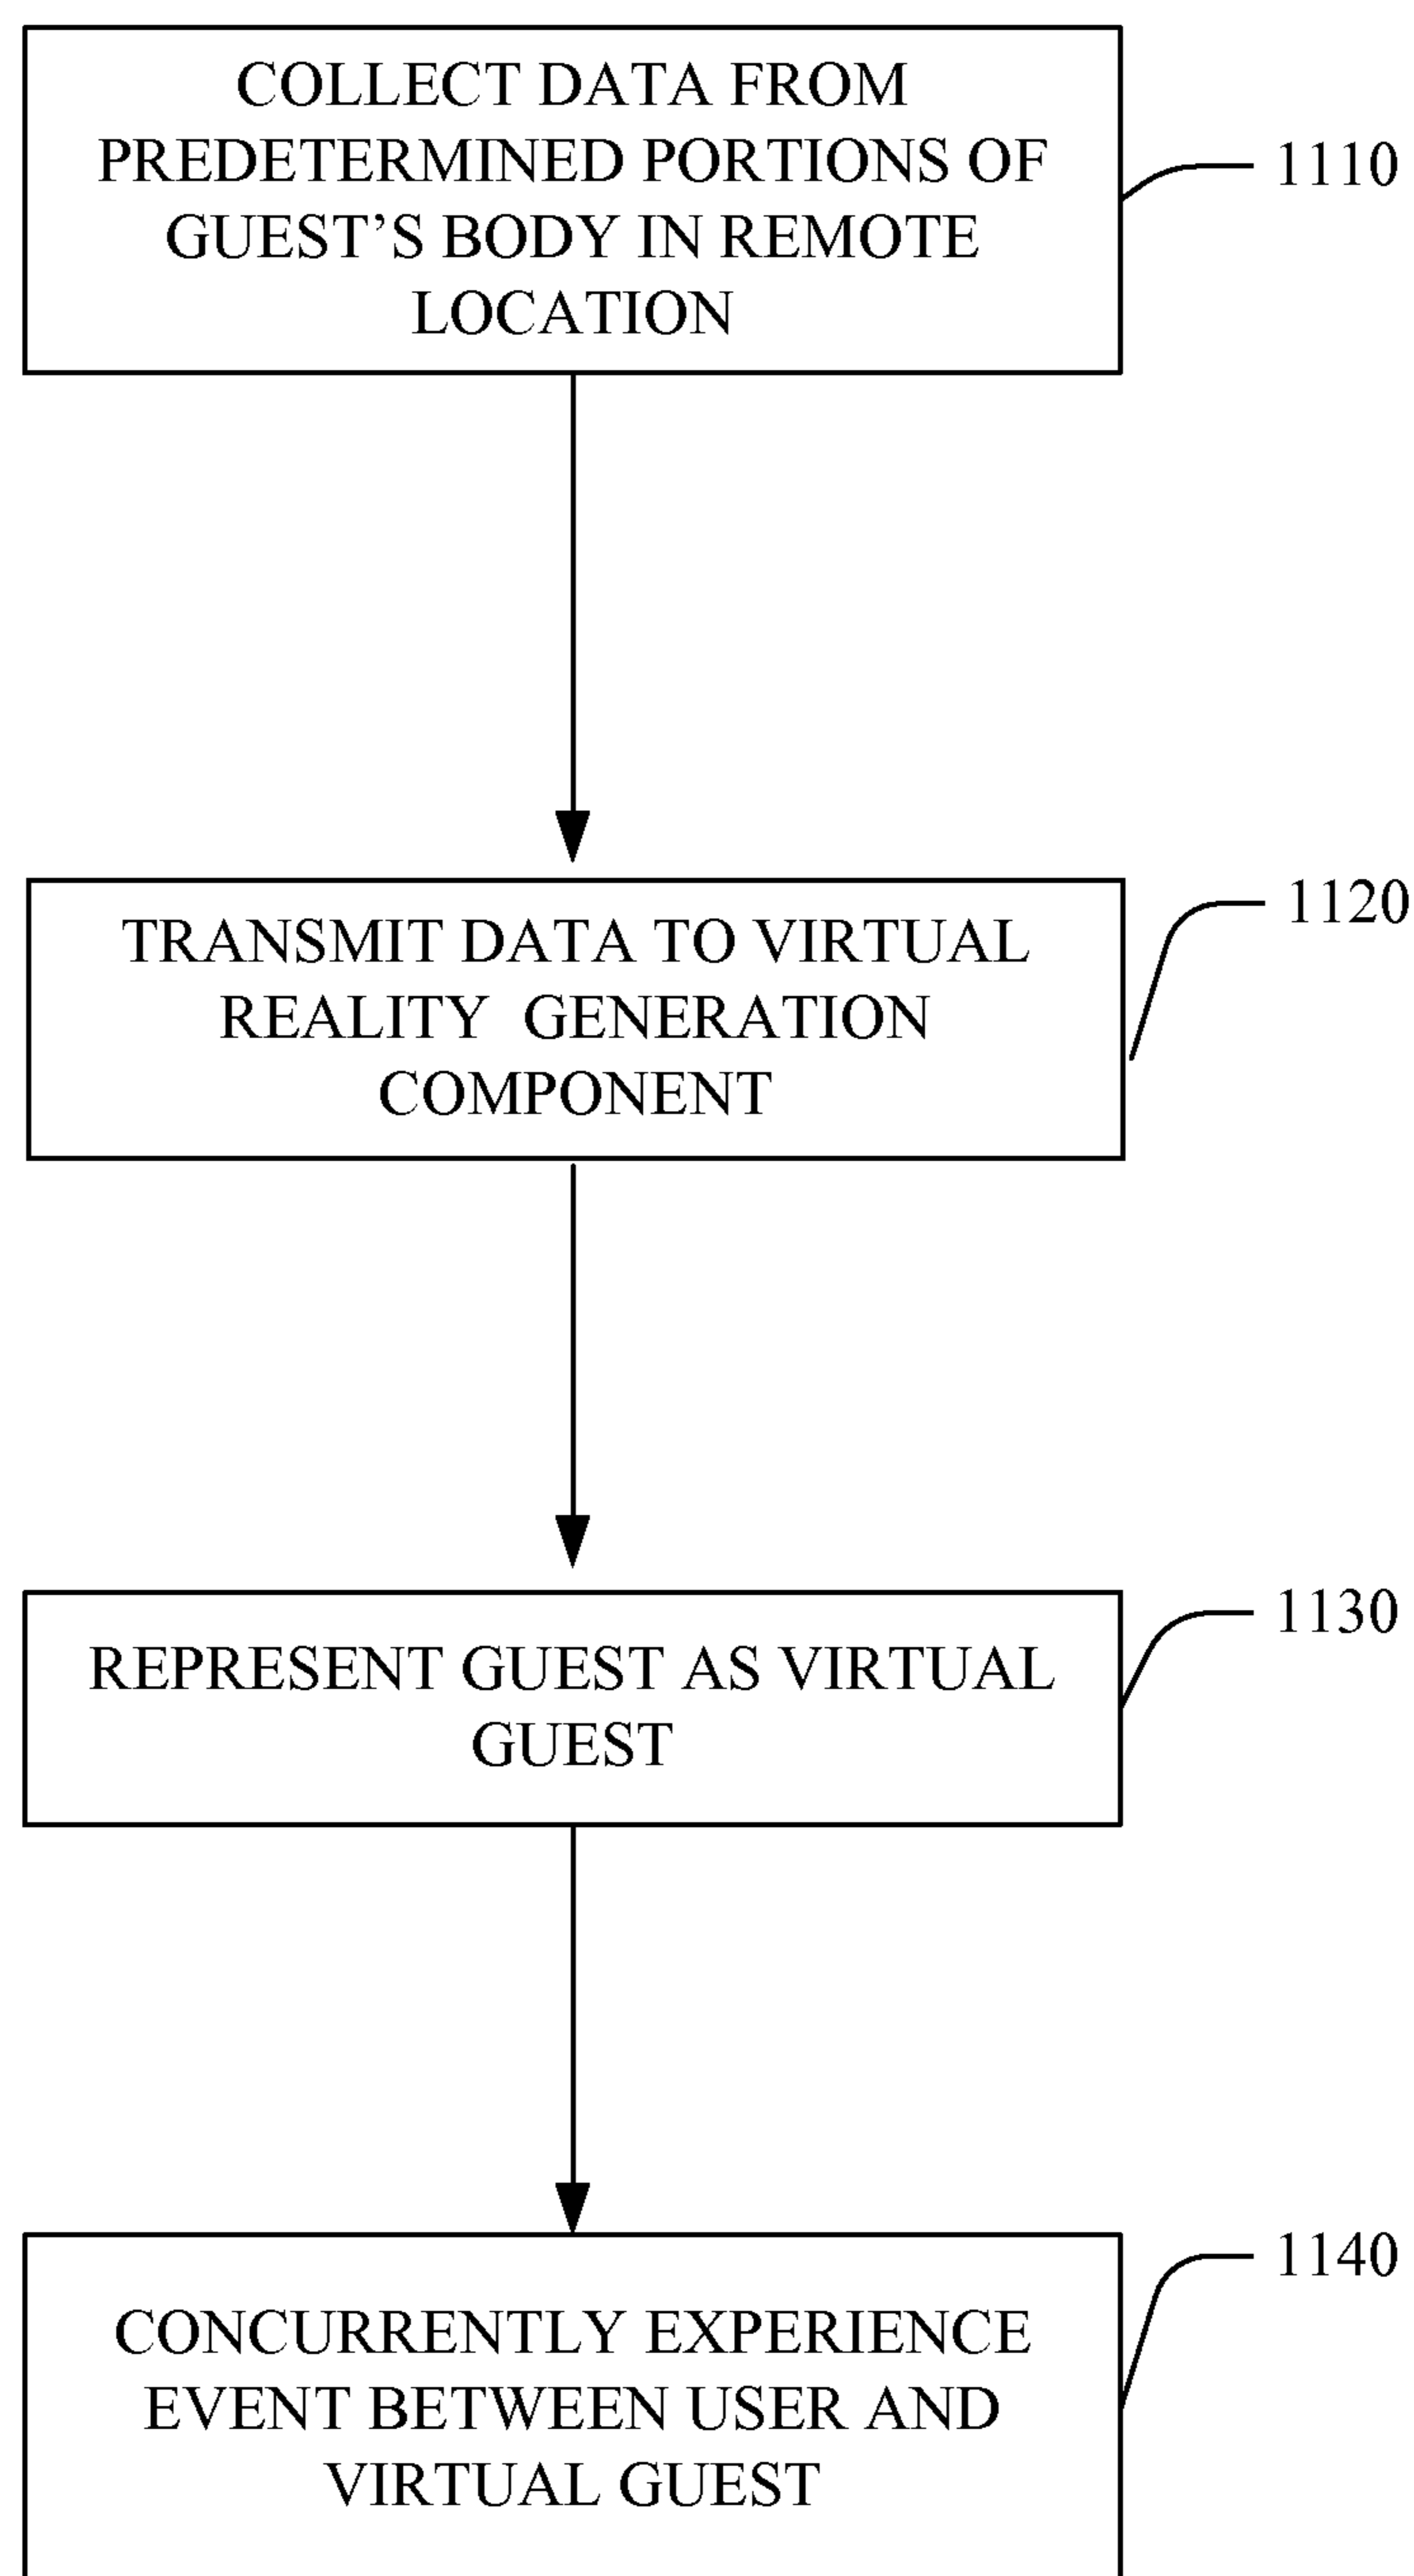 COLLECT DATA FROM
PREDETERMINED PORTIONS OF
GUEST’S BODY IN REMOTE
LOCATION
1110
TRANSMIT DATA TO VIRTUAL
REALITY GENERATION
COMPONENT
1120
REPRESENT GUEST AS VIRTUAL
GUEST
1130
CONCURRENTLY EXPERIENCE
EVENT BETWEEN USER AND
VIRTUAL GUEST
1140